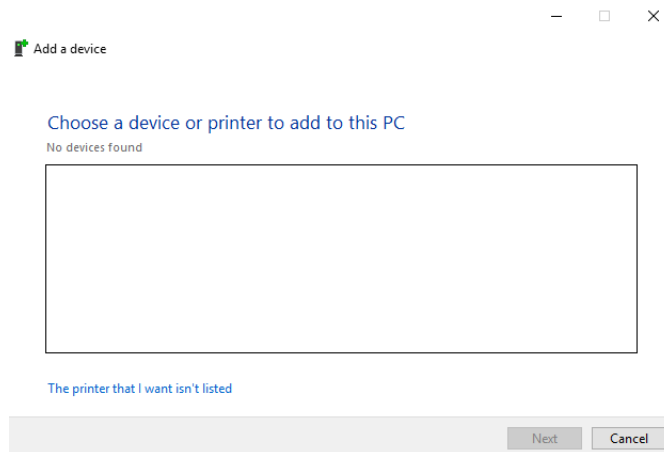 Add a device
Choose a device or printer to add to this PC
No devices found
The printer that I want isn't listed
Next
Cancel